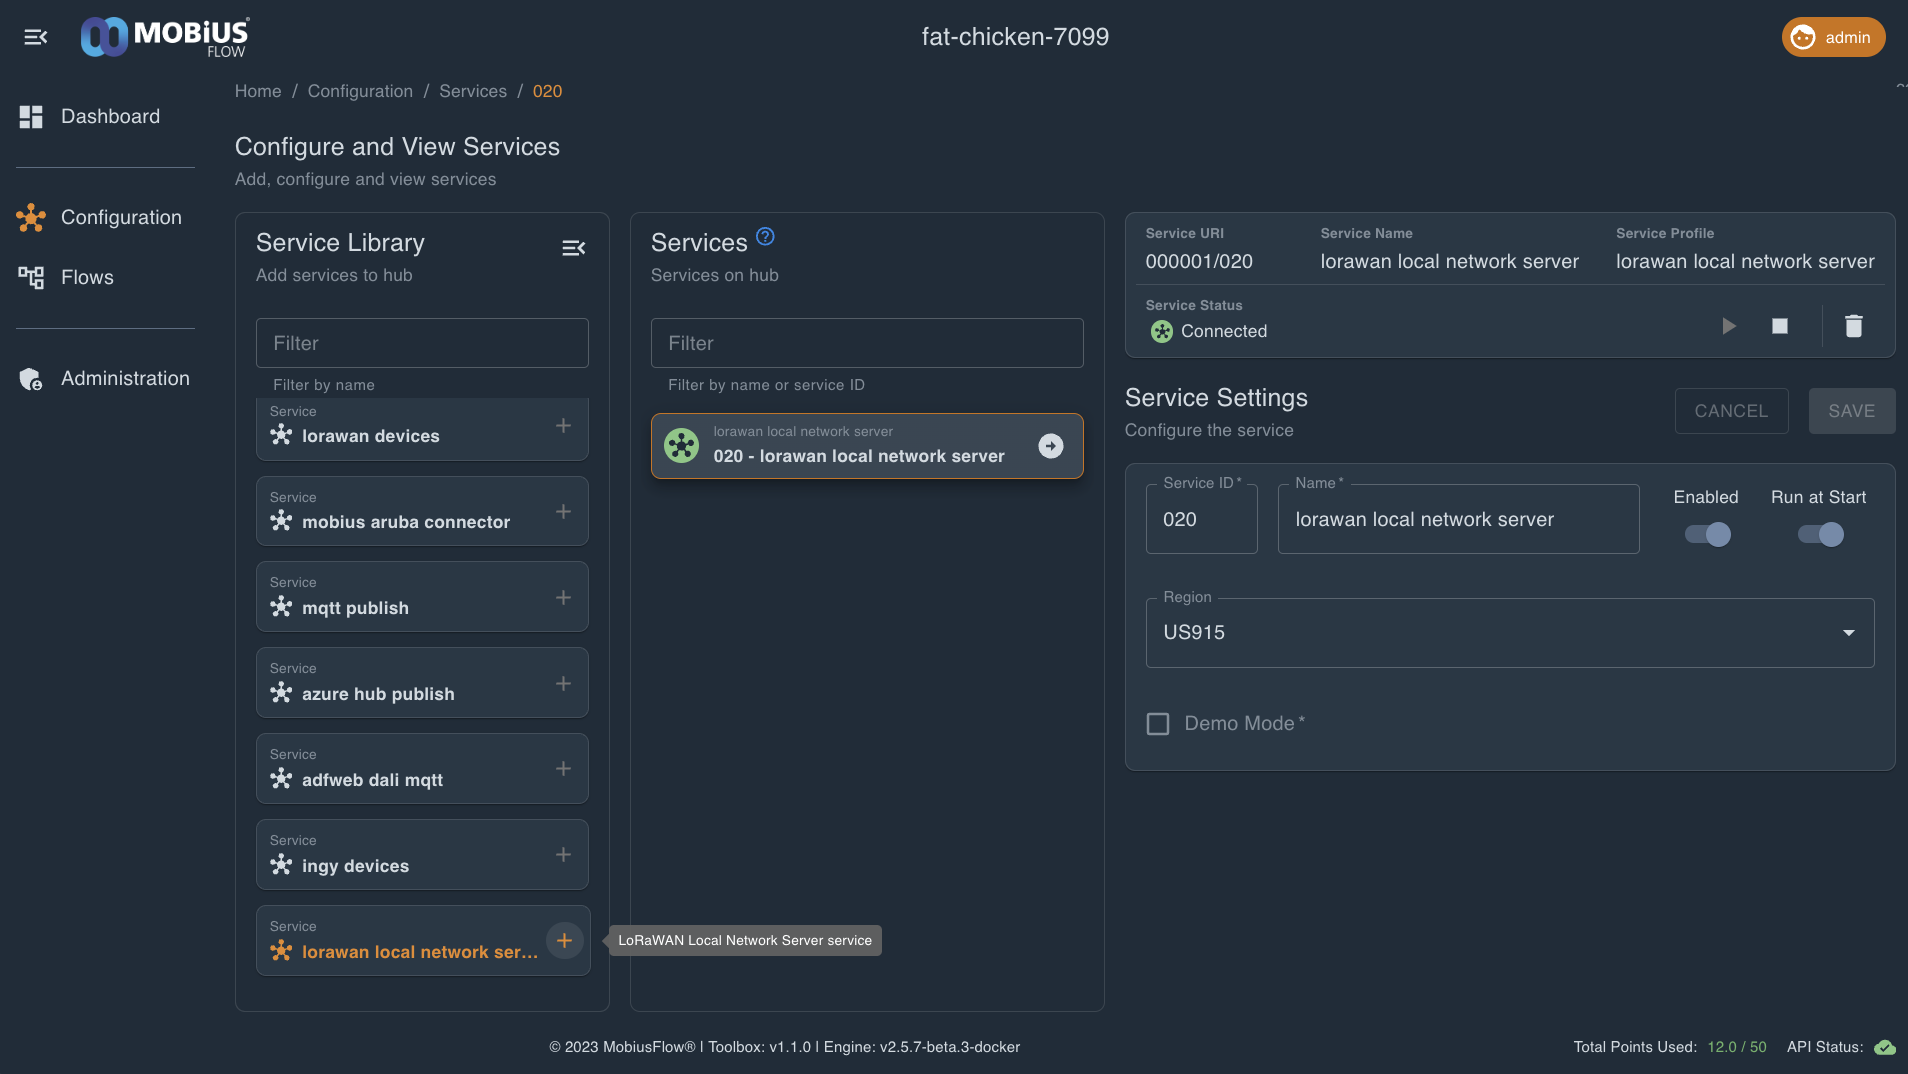 MOBiUS
FLOW
fat-chicken-7099
admin
Dashboard
Configuration
Flows
Administration
Home / Configuration / Services / 020
Configure and View Services
Add, configure and view services
Service Library
Add services to hub
Filter
Filter by name
Service
lorawan devices
Service
mobius aruba connector
Service
mqtt publish
Service
azure hub publish
Service
adfweb dali mqtt
Service
ingy devices
Service
lorawan local network ser...
LoRaWAN Local Network Server service
Services
Services on hub
Filter
Filter by name or service ID
lorawan local network server
020 - lorawan local network server
Service URI
000001/020
Service Name
lorawan local network server
Service Profile
lorawan local network server
Service Status
Connected
Service Settings
Configure the service
CANCEL
SAVE
Service ID *
020
Name *
lorawan local network server
Enabled
Run at Start
Region
US915
Demo Mode *
© 2023 MobiusFlow® | Toolbox: v1.1.0 | Engine: v2.5.7-beta.3-docker
Total Points Used: 12.0 / 50 API Status: